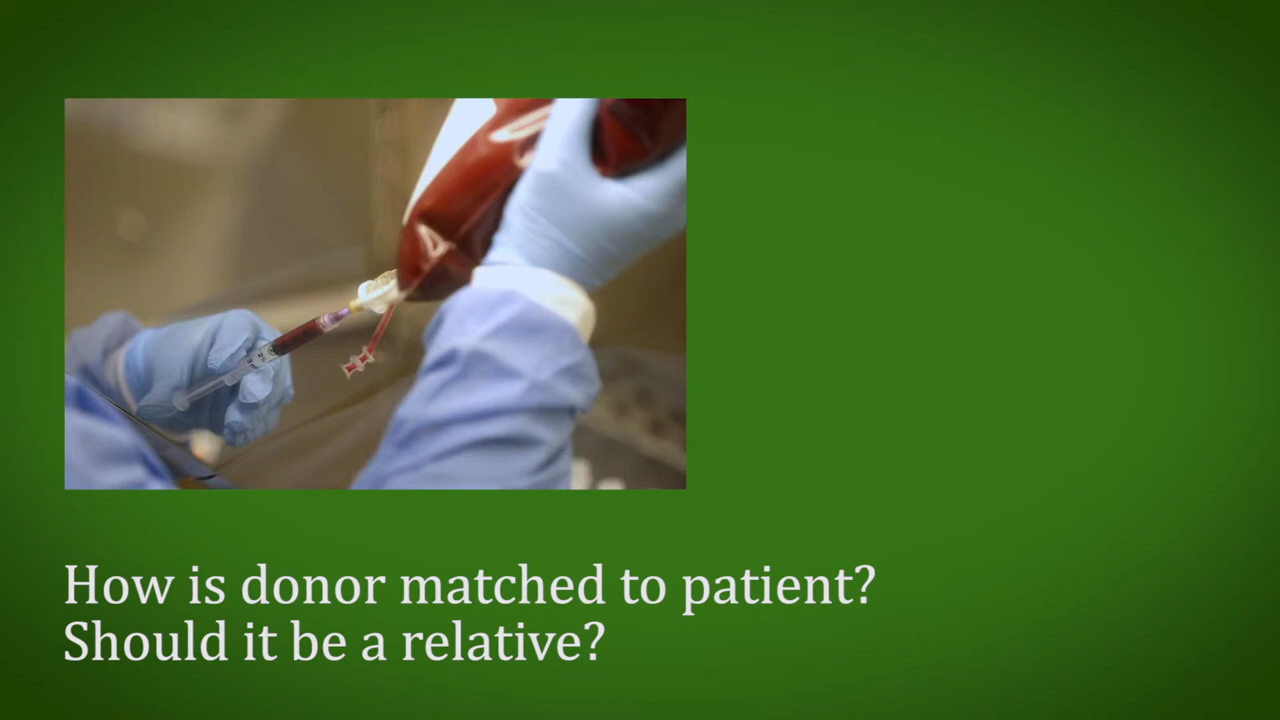 How is donor matched to patient?
Should it be a relative?